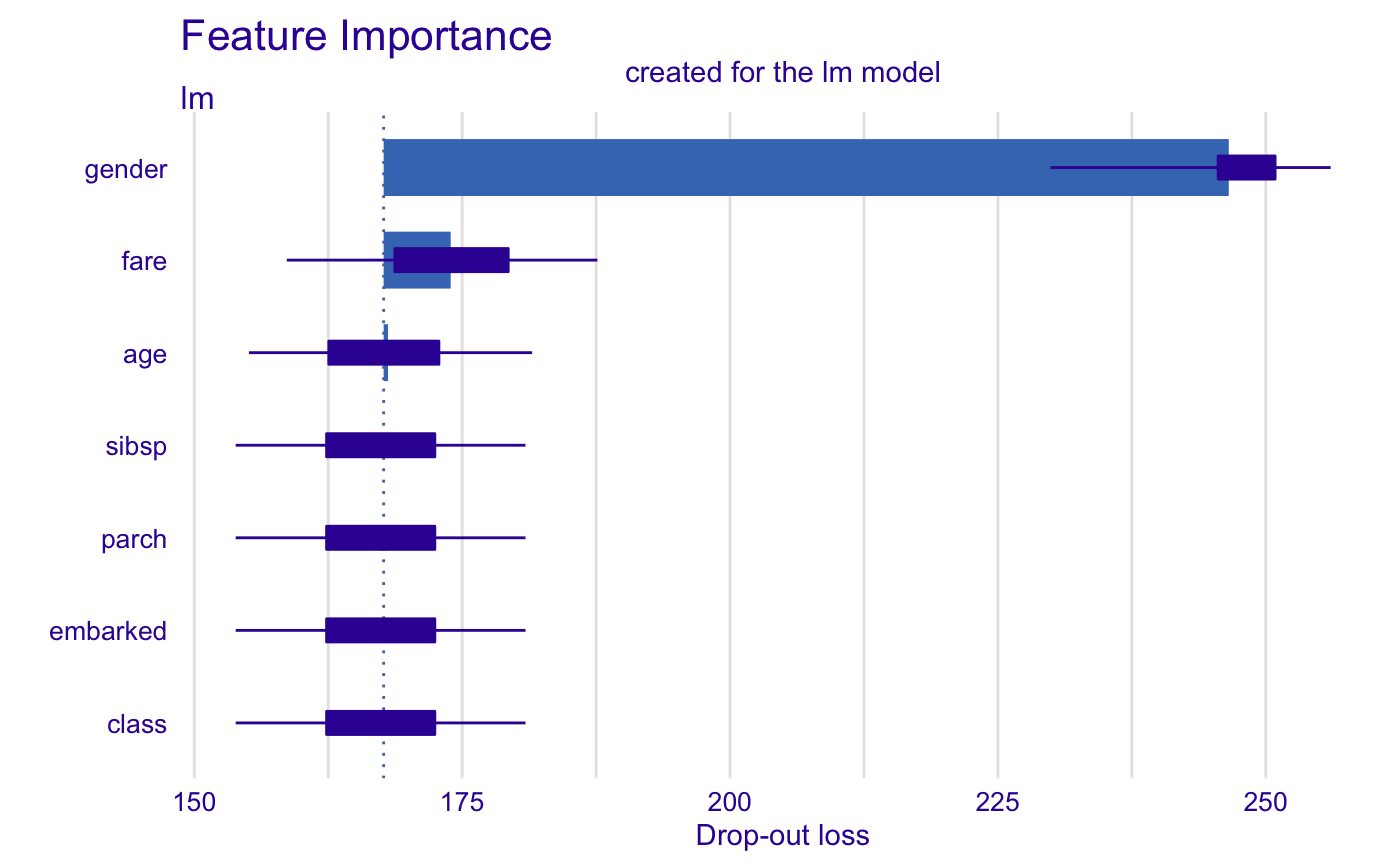 Feature Importance
created for the lm model
lm
gender
fare
age
sibsp
parch
embarked
class
150 175 200 225 250
Drop-out loss